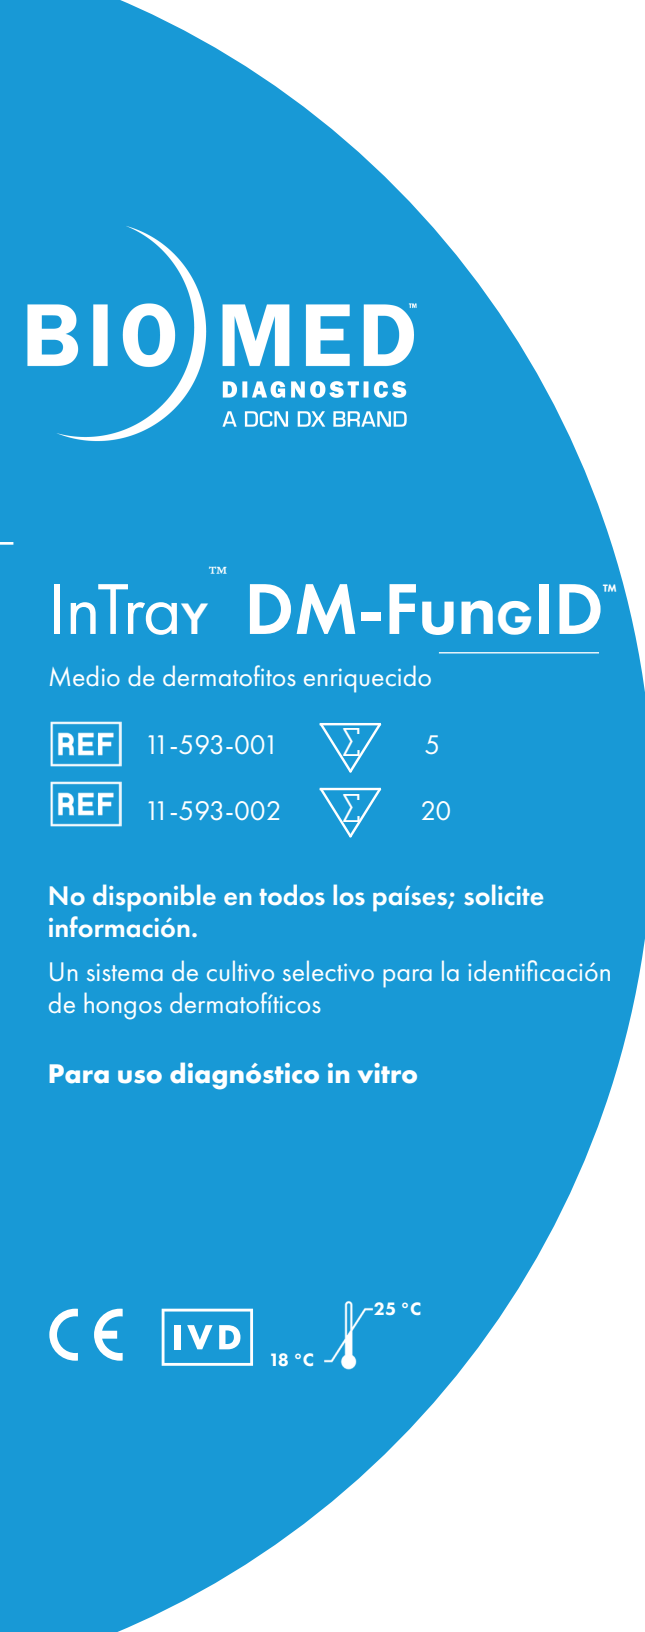 BIOMED™
DIAGNOSTICS
A DCN DX BRAND
InTray™ DM-FungID™
Medio de dermatofitos enriquecido
REF 11-593-001 Σ 5
REF 11-593-002 Σ 20
No disponible en todos los países; solicite
información.
Un sistema de cultivo selectivo para la identificación
de hongos dermatofíticos
Para uso diagnóstico in vitro
CE IVD 18 °C 25 °C